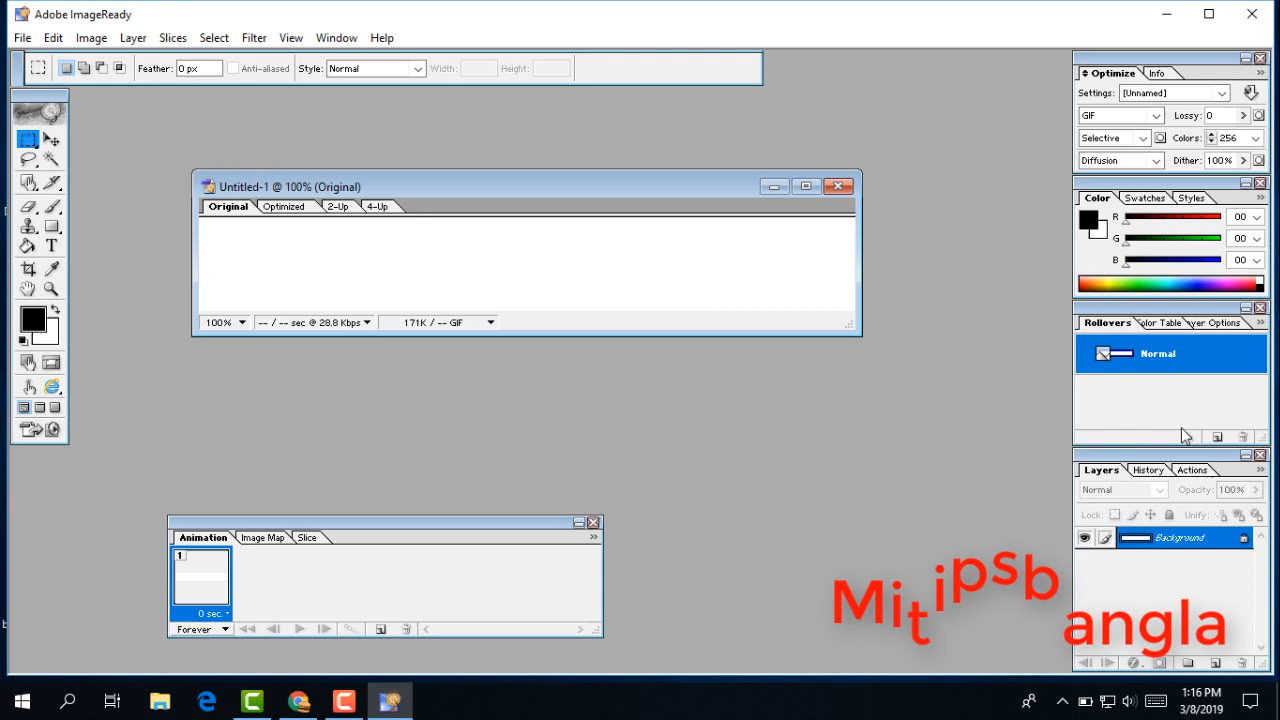 Adobe ImageReady
File Edit Image Layer Slices Select Filter View Window Help
Feather: 0 px Anti-aliased Style: Normal Width: Height:
Optimize Info
Settings: [Unnamed]
GIF Lossy: 0
Selective Colors: 256
Diffusion Dither: 100%
Untitled-1 @ 100% (Original)
Original Optimized 2-Up 4-Up
100% -- / -- sec @ 28.8 Kbps 171K / -- GIF
Color Swatches Styles
R 00
G 00
B 00
T
Rollovers olor Table yer Options
Normal
Layers History Actions
Normal Opacity: 100%
Lock: Unify:
Background
Animation Image Map Slice
1
0 sec.
Forever
Mitipsb
angla
1:16 PM
3/8/2019